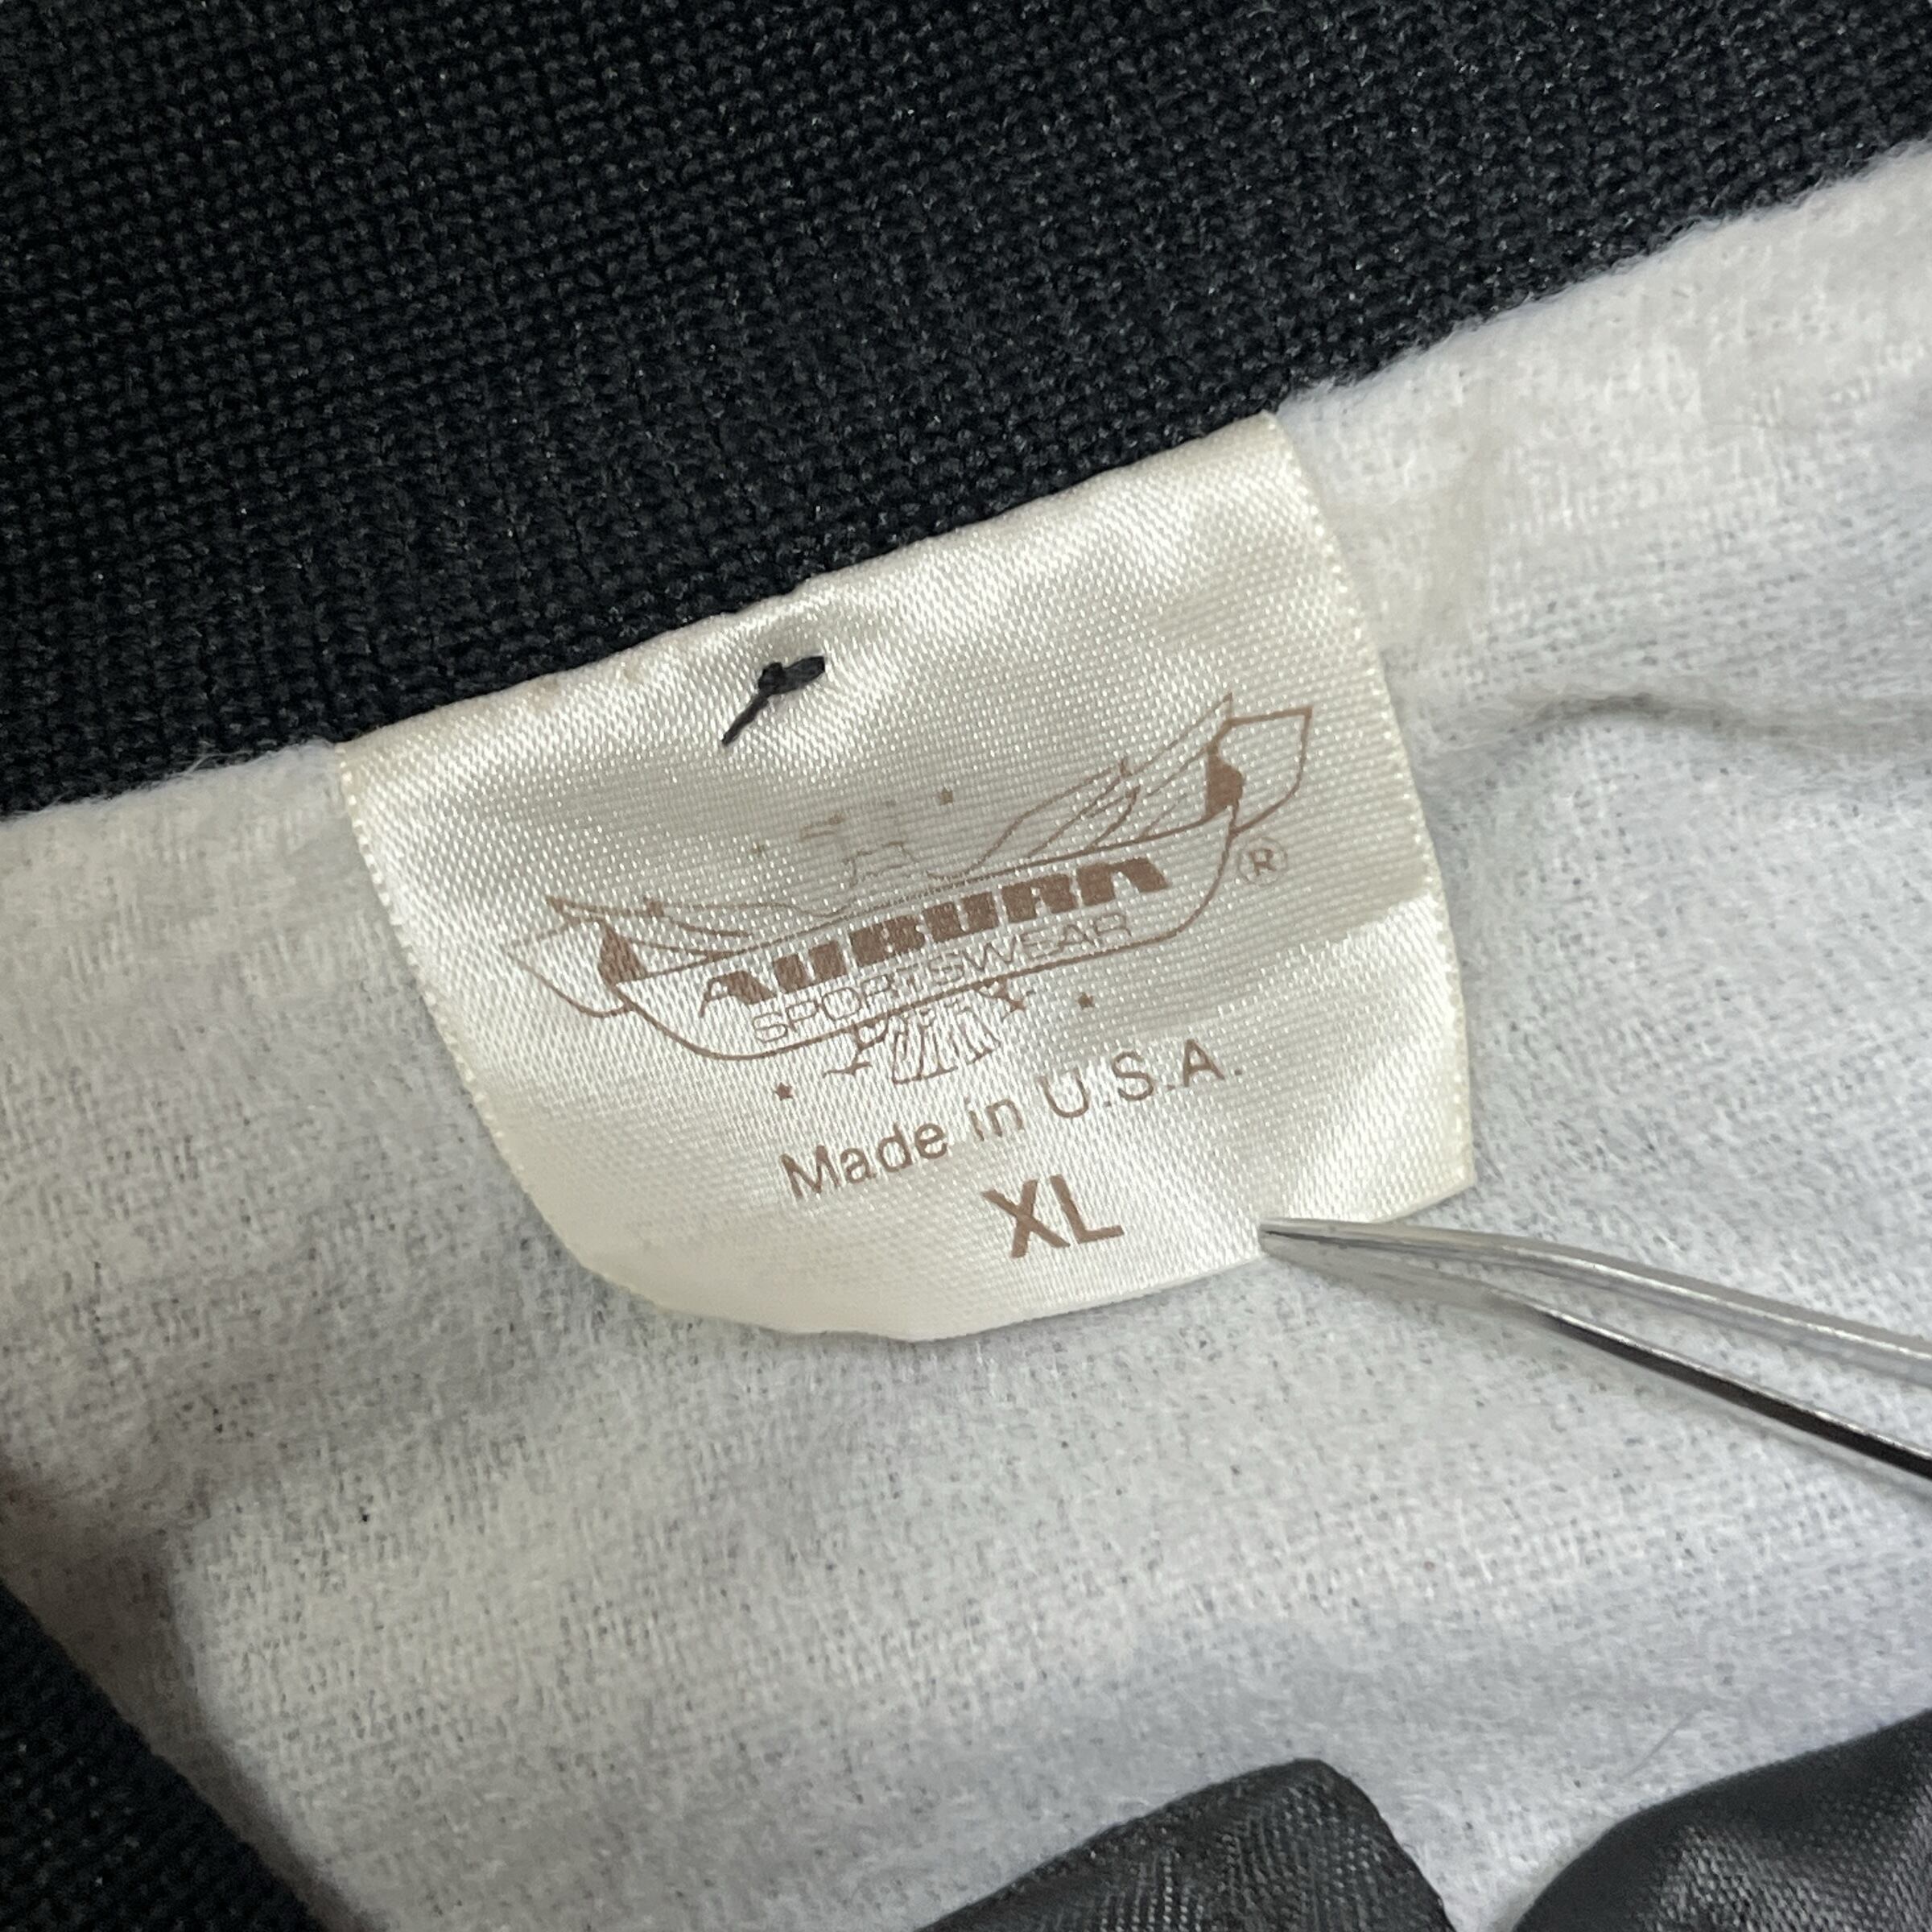 AUBURN
SPORTSWEAR
®
Made in U.S.A.
XL